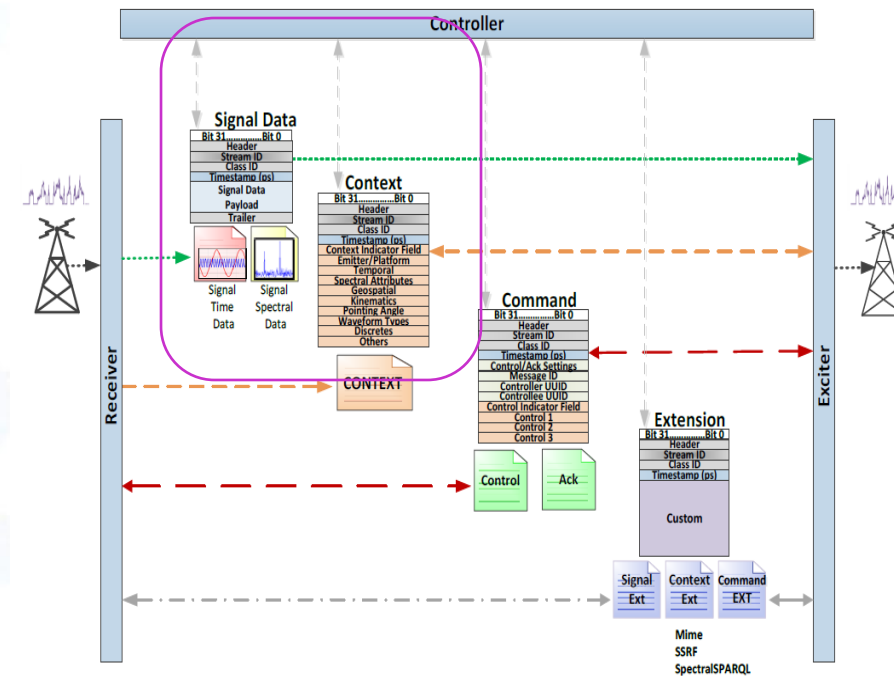 Controller
Signal Data
Bit 31..............Bit 0
Header
Stream ID
Class ID
Timestamp (ps)
Signal Data
Payload
Trailer
Signal
Time
Data
Signal
Spectral
Data
Context
Bit 31..............Bit 0
Header
Stream ID
Class ID
Timestamp (ps)
Context Indicator Field
Emitter/Platform
Temporal
Spectral Attributes
Geospatial
Kinematics
Pointing Angle
Waveform Types
Discretes
Others
CONTEXT
Command
Bit 31..............Bit 0
Header
Stream ID
Class ID
Timestamp (ps)
Control/Ack Settings
Message ID
Controller UUID
Controllee UUID
Control Indicator Field
Control 1
Control 2
Control 3
Control
Ack
Extension
Bit 31..............Bit 0
Header
Stream ID
Class ID
Timestamp (ps)
Custom
Signal
Ext
Context
Ext
Command
EXT
Mime
SSRF
SpectralSPARQL
Receiver
Exciter